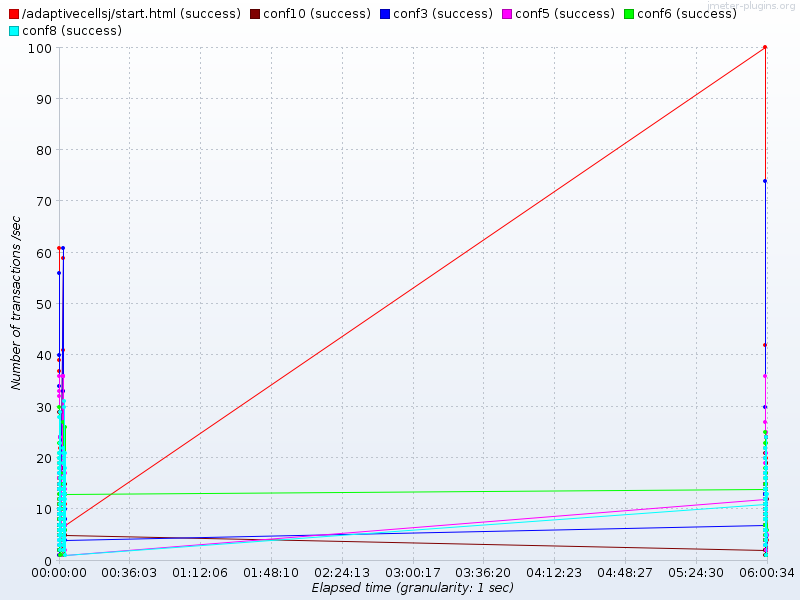 jmeter-plugins.org
/adaptivecellsj/start.html (success) conf10 (success) conf3 (success) conf5 (success) conf6 (success)
conf8 (success)
100
90
80
70
60
50
40
30
20
10
0
Number of transactions /sec
00:00:00 00:36:03 01:12:06 01:48:10 02:24:13 03:00:17 03:36:20 04:12:23 04:48:27 05:24:30 06:00:34
Elapsed time (granularity: 1 sec)